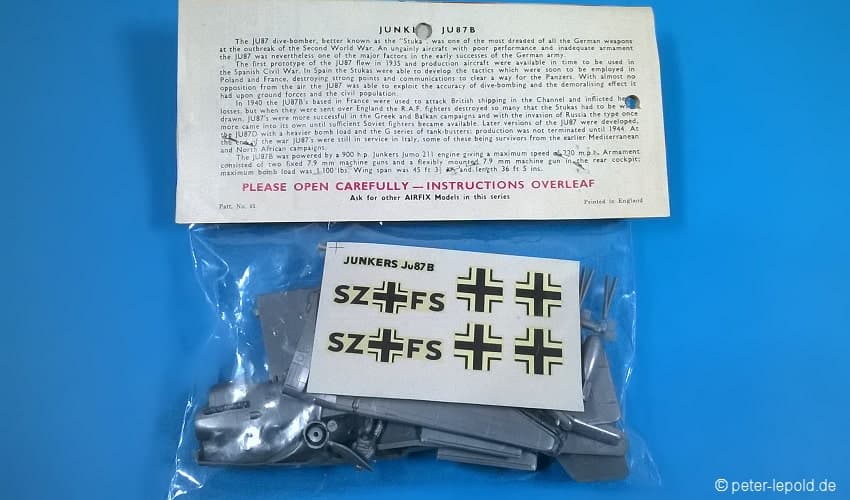 JUNKE JU87B
The JU87 dive-bomber, better known as the "Stuka", was one of the most dreaded of all the German weapons
at the outbreak of the Second World War. An ungainly aircraft with poor performance and inadequate armament
the JU87 was nevertheless one of the major factors in the early successes of the German army.
The first prototype of the JU87 flew in 1935 and production aircraft were available in time to be used in
the Spanish Civil War. In Spain the Stukas were able to develop the tactics which were soon to be employed in
Poland and France, destroying strong points and communications to clear a way for the Panzers. With almost no
opposition from the air the JU87 was able to exploit the accuracy of dive-bombing and the demoralising effect it
had upon ground forces and the civil population.
In 1940 the JU87B's based in France were used to attack British shipping in the Channel and inflicted
losses, but when they were sent over England the R.A.F. fighters destroyed so many that the Stukas had to be
drawn. JU87's were more successful in the Greek and Balkan campaigns and with the invasion of Russia the type once
more came into its own until sufficient Soviet fighters became available. Later versions of the JU87 were developed,
the JU87D with a heavier bomb load and the G series of tank-busters; production was not terminated until 1944. At
the end of the war JU87's were still in service in Italy, some of these being survivors from the earlier Mediterranean
and North African campaigns.
The JU87B was powered by a 900 h.p. Junkers Jumo 211 engine giving a maximum speed of 230 m.p.h. Armament
consisted of two fixed 7.9 mm machine guns and a flexibly mounted 7.9 mm machine gun in the rear cockpit;
maximum bomb load was 1,100 lbs. Wing span was 45 ft and length 36 ft 5 ins.
PLEASE OPEN CAREFULLY—INSTRUCTIONS OVERLEAF
Ask for other AIRFIX Models in this series
Patt. No. Printed in England
JUNKERS Ju87B
SZ FS
SZ FS
© peter-lepold.de